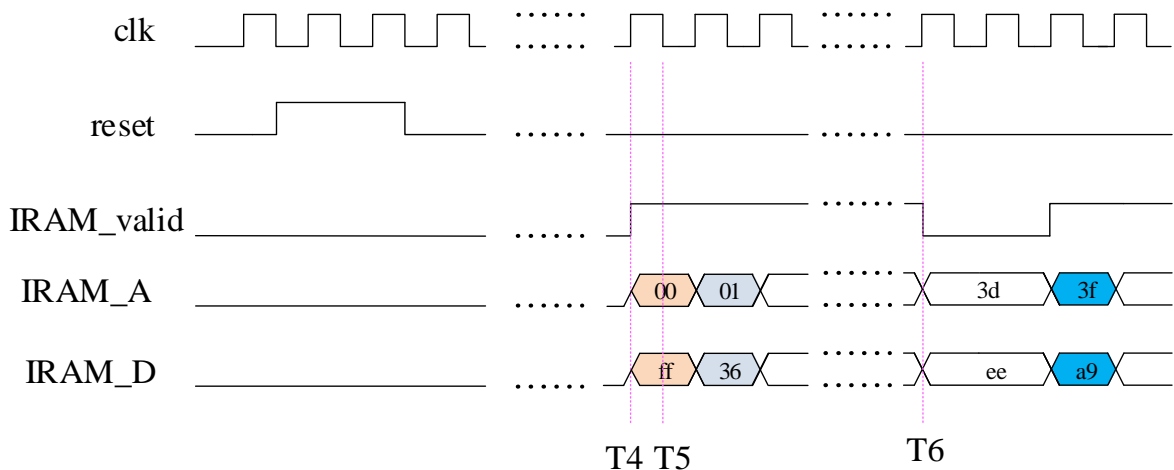 clk
reset
IRAM_valid
IRAM_A
00 01 3d 3f
IRAM_D
ff 36 ee a9
T4 T5 T6